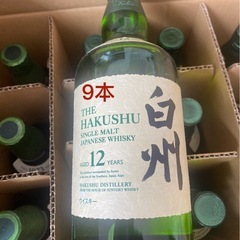 9本
THE
HAKUSHU
SINGLE MALT
JAPANESE WHISKY
AGED 12 YEARS
白州
HAKUSHU DISTILLERY
ウイスキー